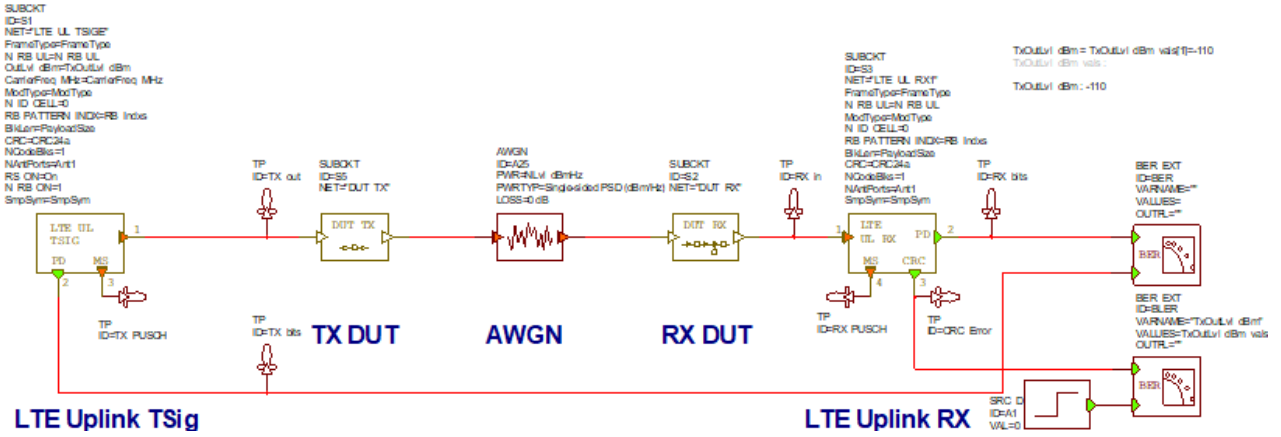 SUBCKT
ID=S1
NET="LTE UL TSIGE"
FrameType=FrameType
N RB UL=N RB UL
OutLvl dBm=TxOutLvl dBm
CarrierFreq MHz=CarrierFreq MHz
ModType=ModType
N ID CELL=0
RB PATTERN INDX=RB Indxs
BlkLen=PayloadSize
CRC=CRC24a
NCodeBlks=1
NAntPorts=Ant1
RS ON=On
N RB ON=1
SmpSym=SmpSym
LTE UL
TSIG
PD
MS
1
2
3
TP
ID=TX PUSCH
TP
ID=TX out
TP
ID=TX bits
SUBCKT
ID=S5
NET="DUT TX"
DUT TX
TX DUT
AWGN
ID=A25
PWR=NLvl dBmHz
PWRTYP=Singlesided PSD (dBm/Hz)
LOSS=0 dB
AWGN
SUBCKT
ID=S2
NET="DUT RX"
DUT RX
RX DUT
TP
ID=RX in
SUBCKT
ID=S3
NET="LTE UL RX1"
FrameType=FrameType
N RB UL=N RB UL
ModType=ModType
N ID CELL=0
RB PATTERN INDX=RB Indxs
BlkLen=PayloadSize
CRC=CRC24a
NCodeBlks=1
NAntPorts=Ant1
SmpSym=SmpSym
1
LTE
UL RX
PD
MS
CRC
2
4
3
TP
ID=RX PUSCH
TP
ID=CRC Error
TP
ID=RX bits
TxOutLvl dBm = TxOutLvl dBm vals[1]=-110
TxOutLvl dBm vals :
TxOutLvl dBm : -110
BER EXT
ID=BER
VARNAME=""
VALUES=
OUTFL=""
BER
BER EXT
ID=BLER
VARNAME="TxOutLvl dBm"
VALUES=TxOutLvl dBm vals
OUTFL=""
BER
SRC D
ID=A1
VAL=0
LTE Uplink TSig
LTE Uplink RX